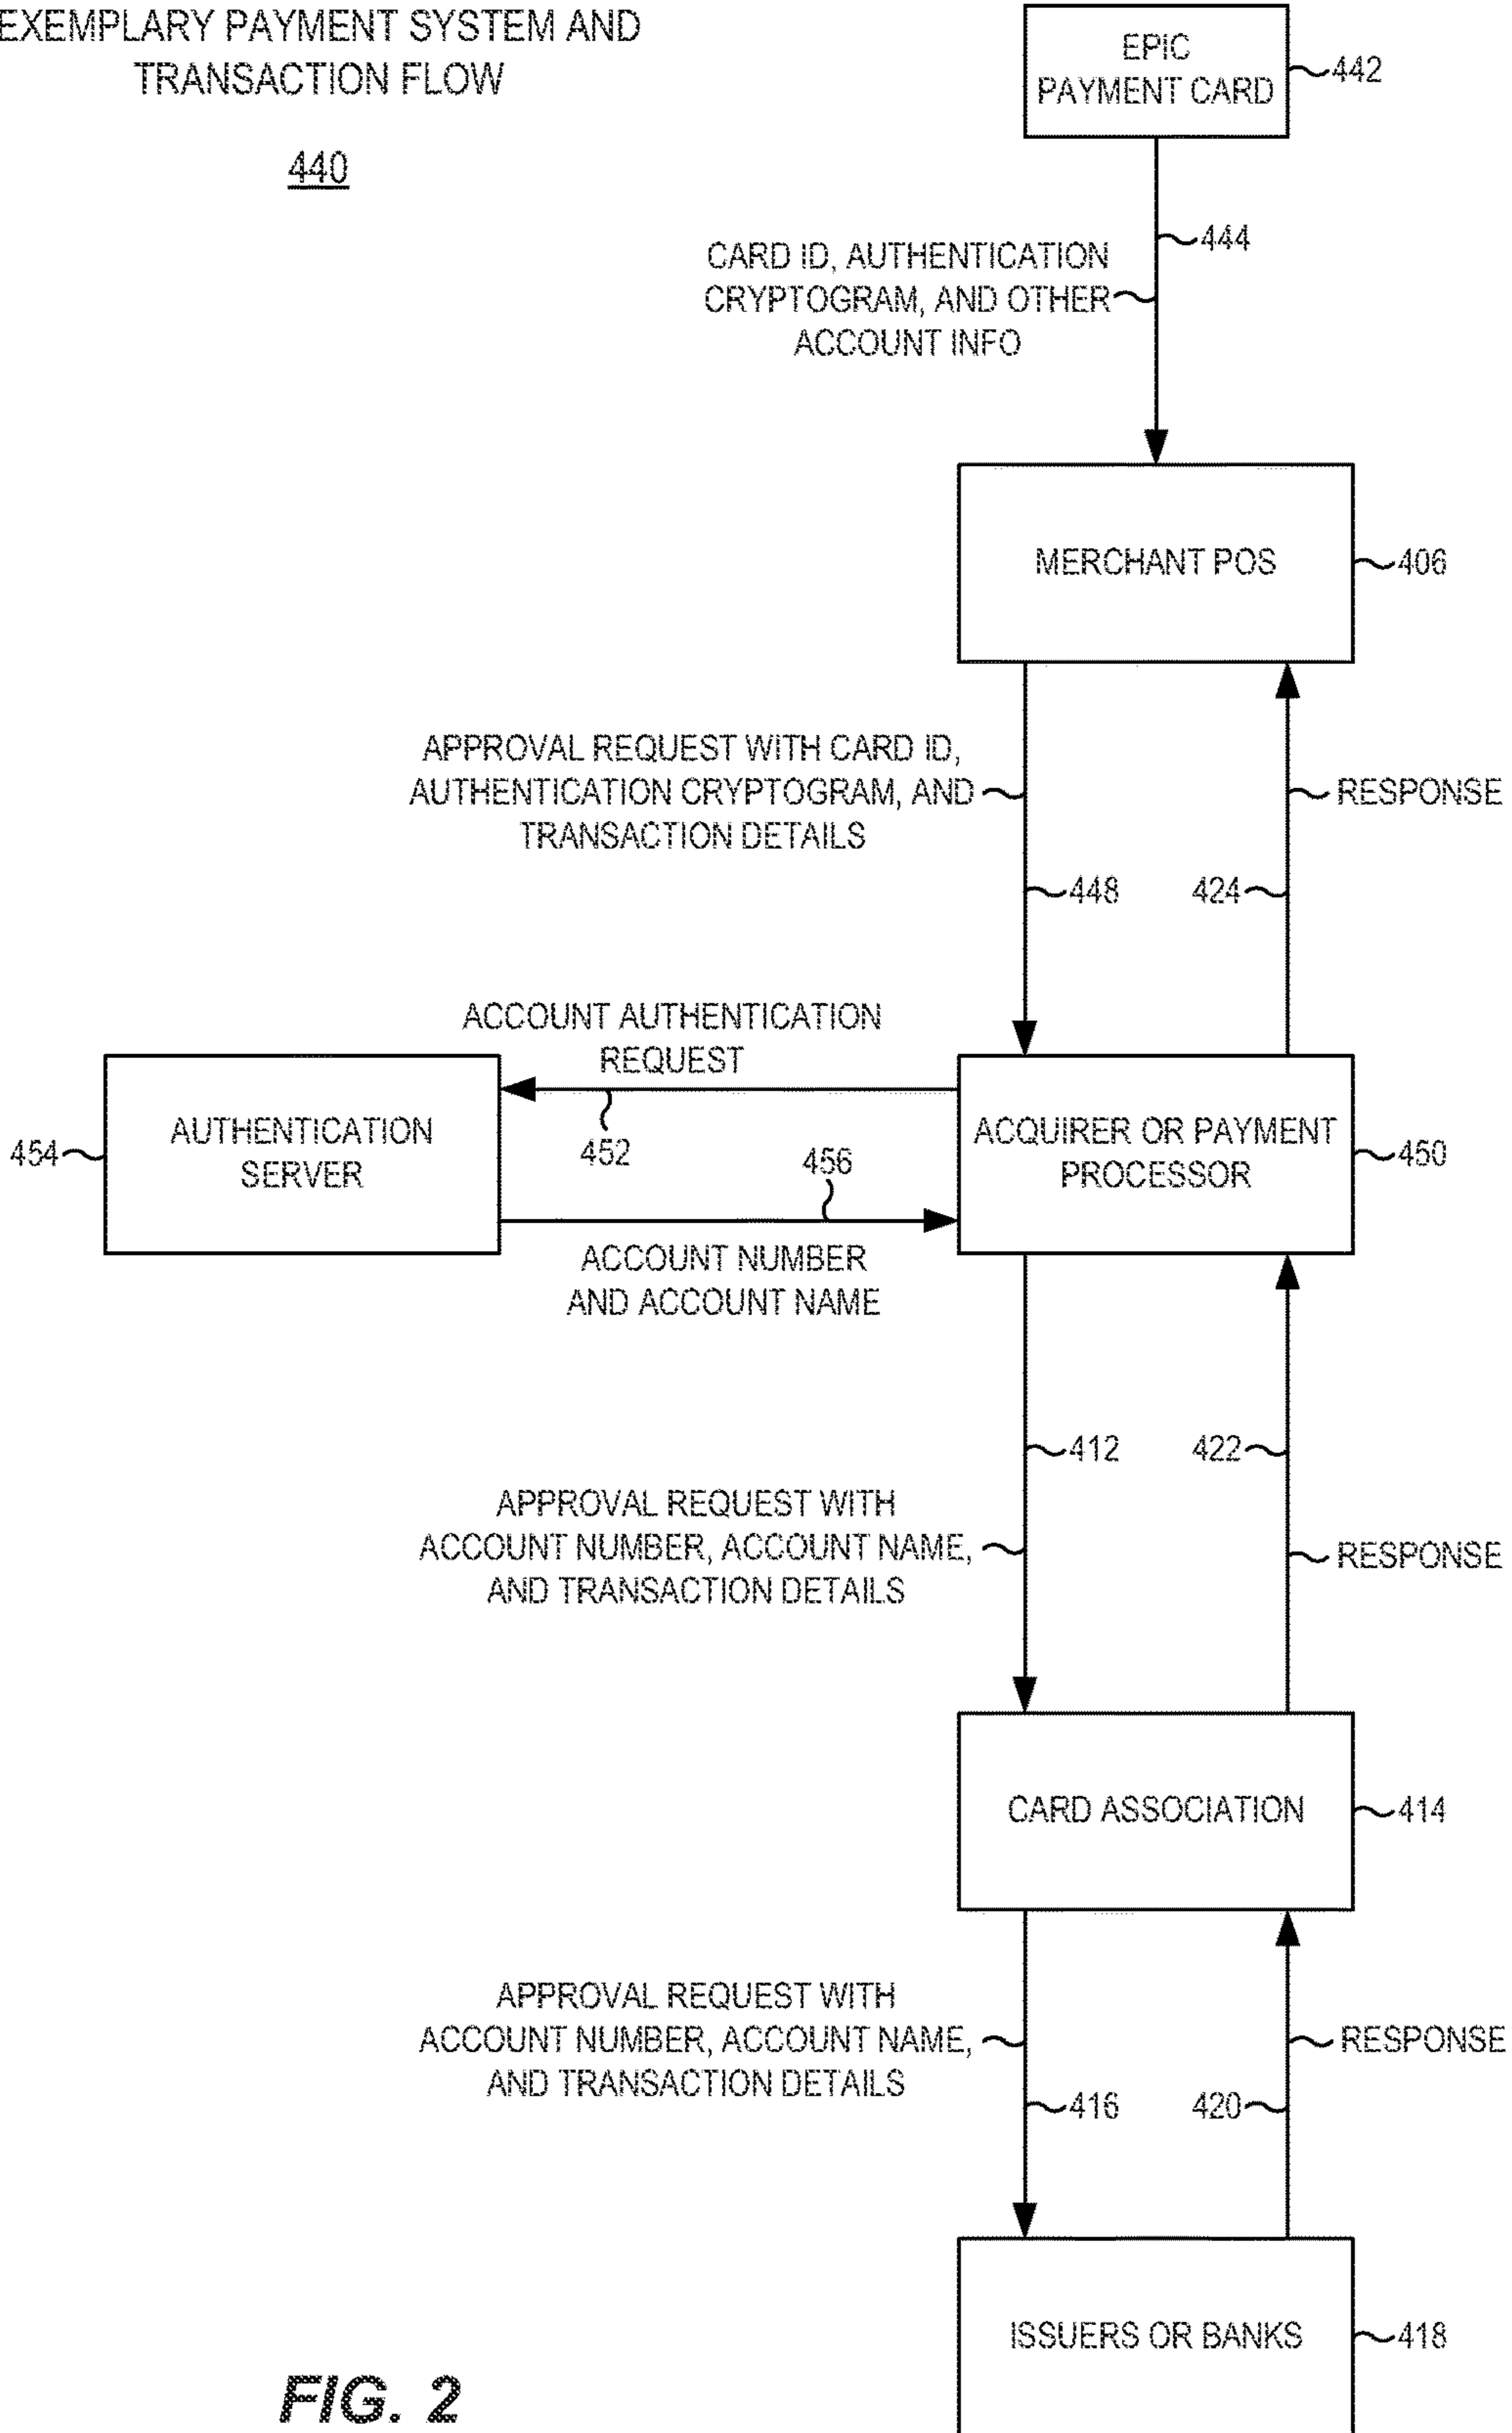 EXEMPLARY PAYMENT SYSTEM AND
TRANSACTION FLOW
440
EPIC
PAYMENT CARD
442
444
CARD ID, AUTHENTICATION
CRYPTOGRAM, AND OTHER
ACCOUNT INFO
MERCHANT POS
406
APPROVAL REQUEST WITH CARD ID,
AUTHENTICATION CRYPTOGRAM, AND
TRANSACTION DETAILS
RESPONSE
448
424
ACCOUNT AUTHENTICATION
REQUEST
452
454
AUTHENTICATION
SERVER
456
ACCOUNT NUMBER
AND ACCOUNT NAME
ACQUIRER OR PAYMENT
PROCESSOR
450
412
422
APPROVAL REQUEST WITH
ACCOUNT NUMBER, ACCOUNT NAME,
AND TRANSACTION DETAILS
RESPONSE
CARD ASSOCIATION
414
APPROVAL REQUEST WITH
ACCOUNT NUMBER, ACCOUNT NAME,
AND TRANSACTION DETAILS
RESPONSE
416
420
ISSUERS OR BANKS
418
FIG. 2